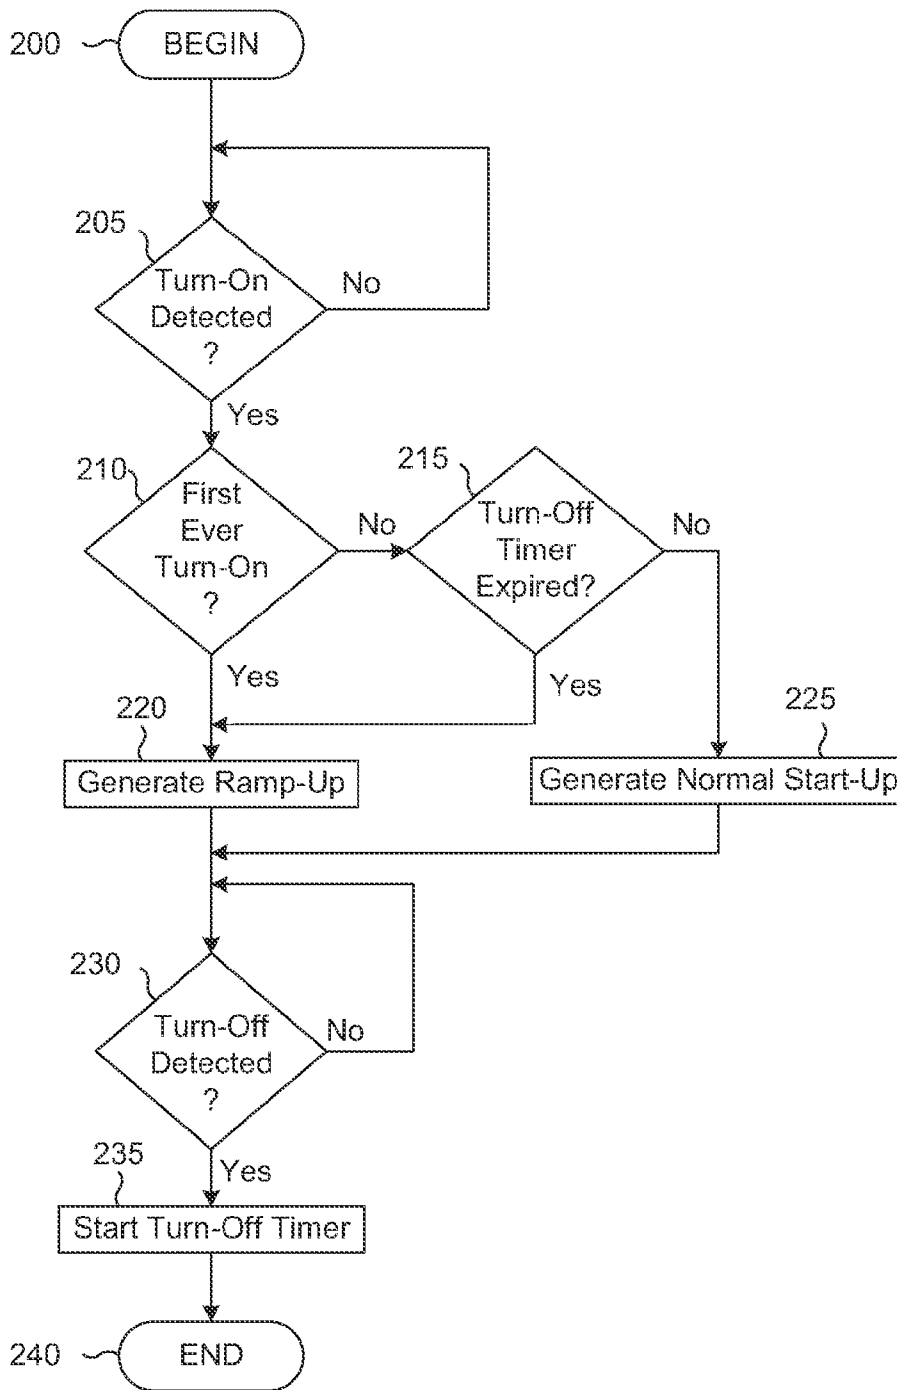 200
BEGIN
205
Turn-On
Detected
?
No
Yes
210
First
Ever
Turn-On
?
No
215
Turn-Off
Timer
Expired?
No
Yes
Yes
220
Generate Ramp-Up
225
Generate Normal Start-Up
230
Turn-Off
Detected
?
No
Yes
235
Start Turn-Off Timer
240
END